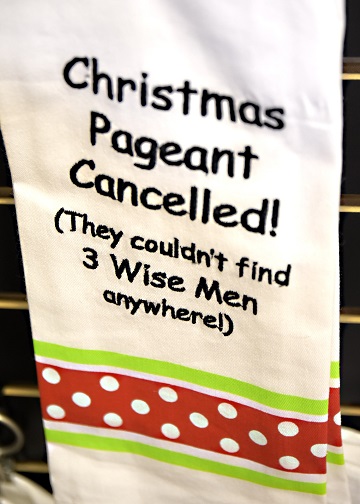 Christmas
Pageant
Cancelled!
(They couldn't find
3 Wise Men
anywhere!)